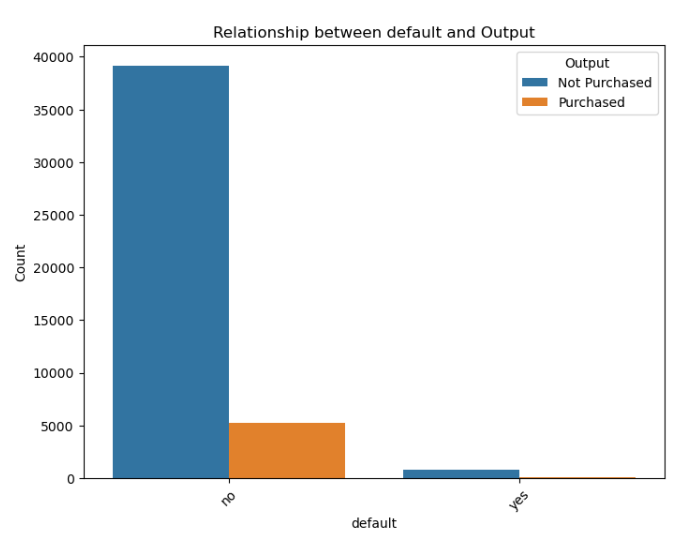 Relationship between default and Output
Output
Not Purchased
Purchased
40000
35000
30000
25000
20000
15000
10000
5000
0
Count
no
yes
default